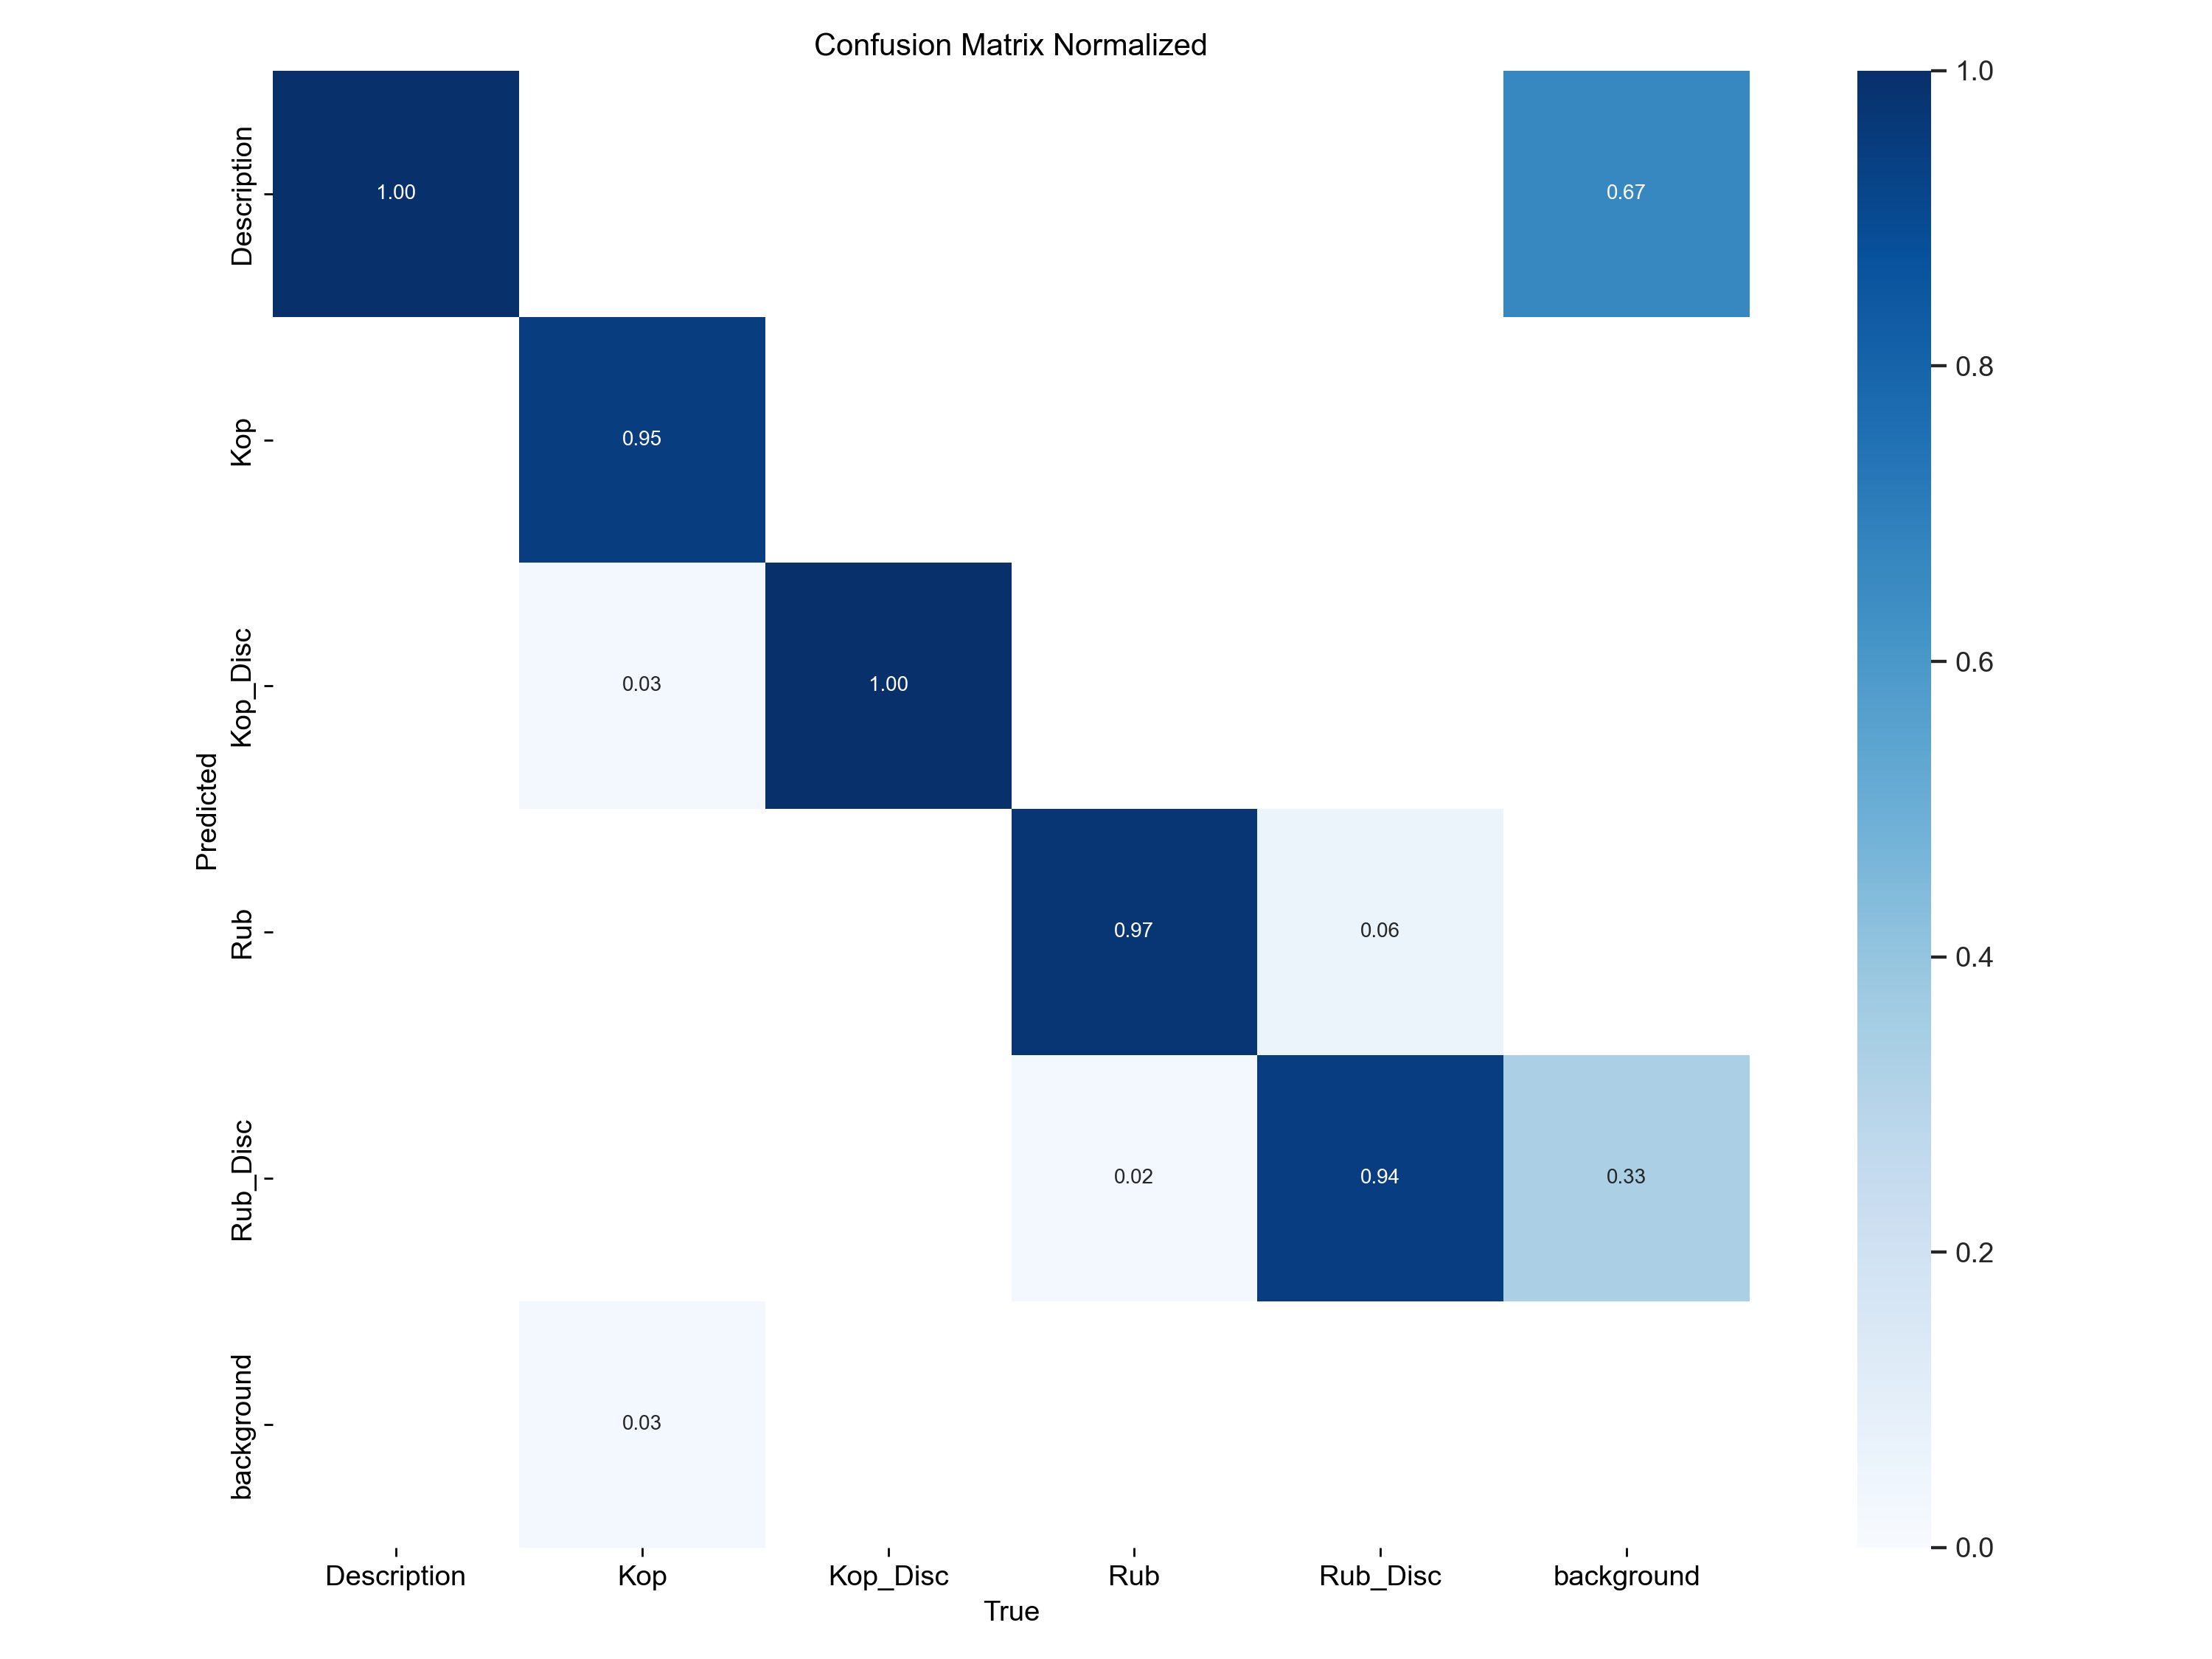 Confusion Matrix Normalized
Description
1.00
0.67
Kop
0.95
Kop_Disc
0.03
1.00
Rub
0.97
0.06
Rub_Disc
0.02
0.94
0.33
background
0.03
Predicted
Description
Kop
Kop_Disc
Rub
Rub_Disc
background
True
1.0
0.8
0.6
0.4
0.2
0.0